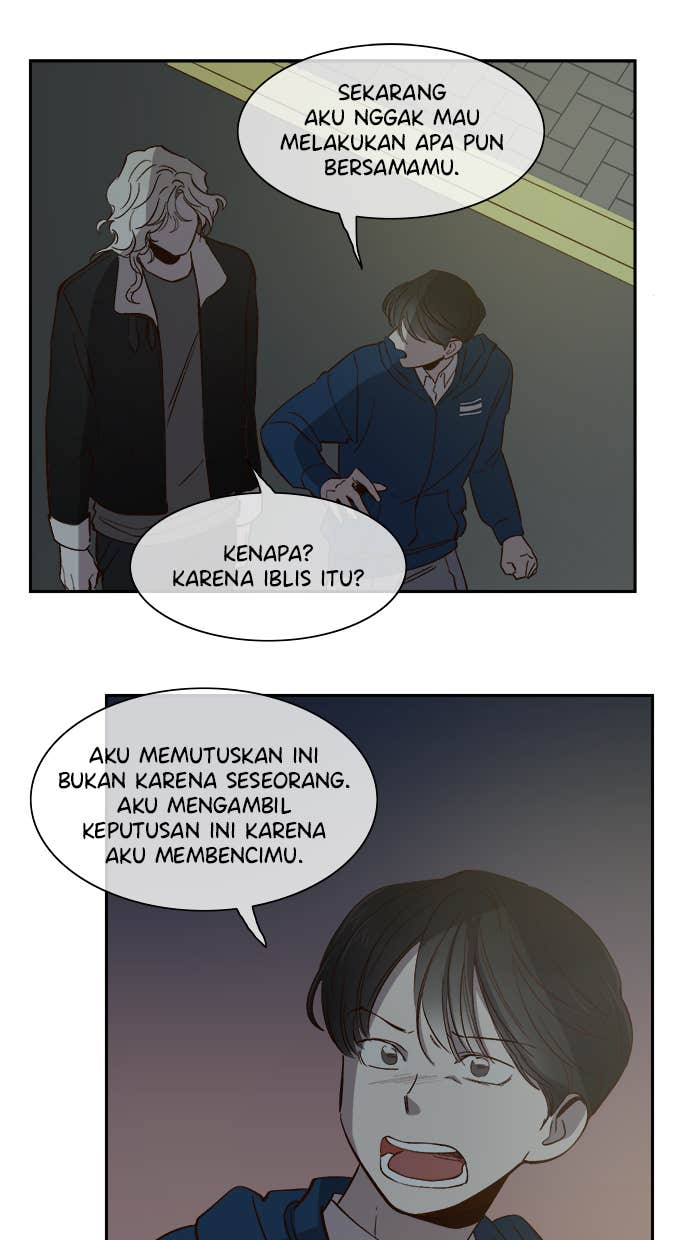 SEKARANG
AKU NGGAK MAU
MELAKUKAN APA PUN
BERSAMAMU.
KENAPA?
KARENA IBLIS ITU?
AKU MEMUTUSKAN INI
BUKAN KARENA SESEORANG.
AKU MENGAMBIL
KEPUTUSAN INI KARENA
AKU MEMBENCIMU.